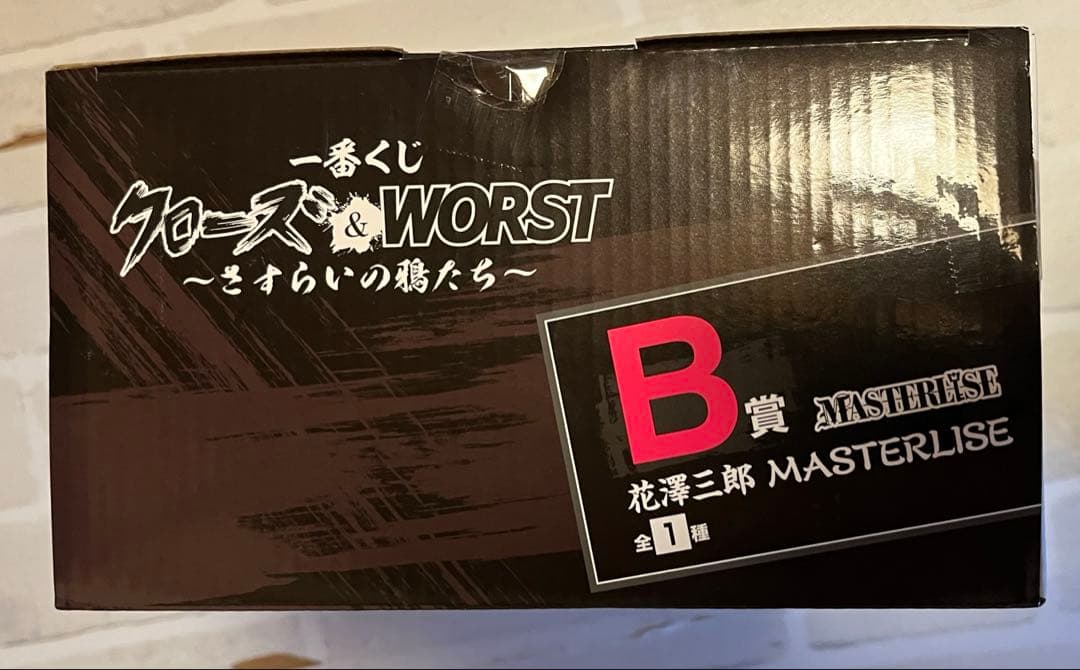 一番くじ
クローズ&WORST
～さすらいの鴉たち～
B賞 MASTERLISE
花澤三郎 MASTERLISE
全1種